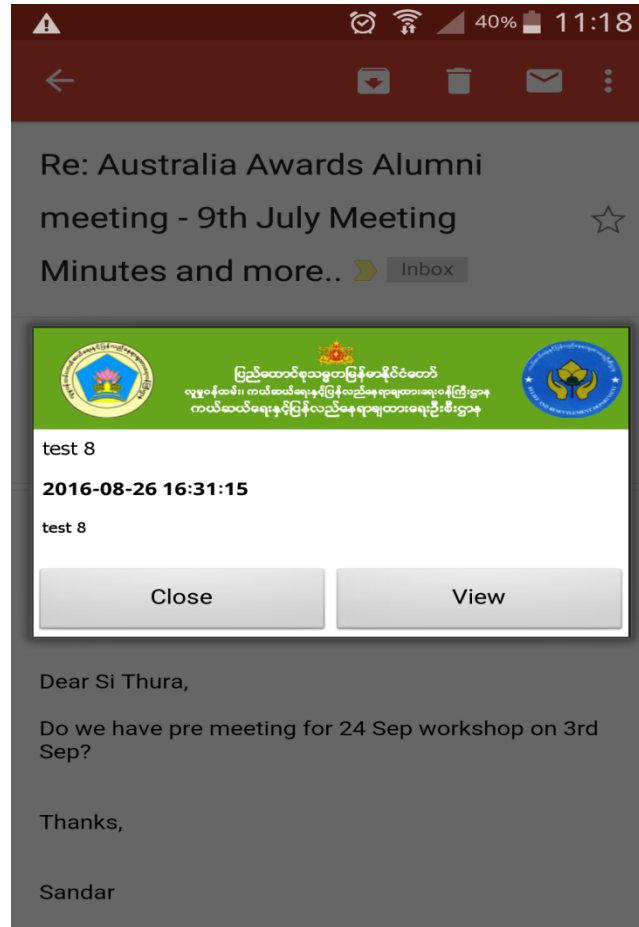 40% 11:18
Re: Australia Awards Alumni
meeting - 9th July Meeting
Minutes and more..
Inbox
ပြည်ထောင်စုသမ္မတမြန်မာနိုင်ငံတော်
လူမှုဝန်ထမ်း၊ ကယ်ဆယ်ရေးနှင့်ပြန်လည်နေရာချထားရေးဝန်ကြီးဌာန
ကယ်ဆယ်ရေးနှင့်ပြန်လည်နေရာချထားရေးဦးစီးဌာန
RELIEF AND RESETTLEMENT DEPARTMENT
test 8
2016-08-26 16:31:15
test 8
Close
View
Dear Si Thura,
Do we have pre meeting for 24 Sep workshop on 3rd
Sep?
Thanks,
Sandar